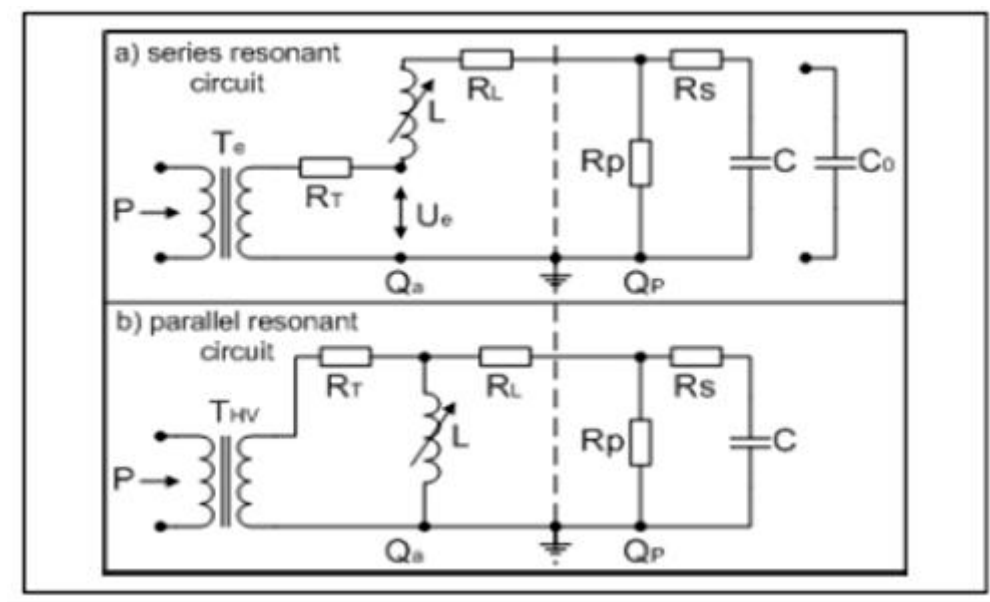 a) series resonant
circuit
RL
Rs
L
Te
Rp
C
C0
RT
P
Ue
Qa
QP
b) parallel resonant
circuit
RT
RL
Rs
THV
L
Rp
C
P
Qa
QP